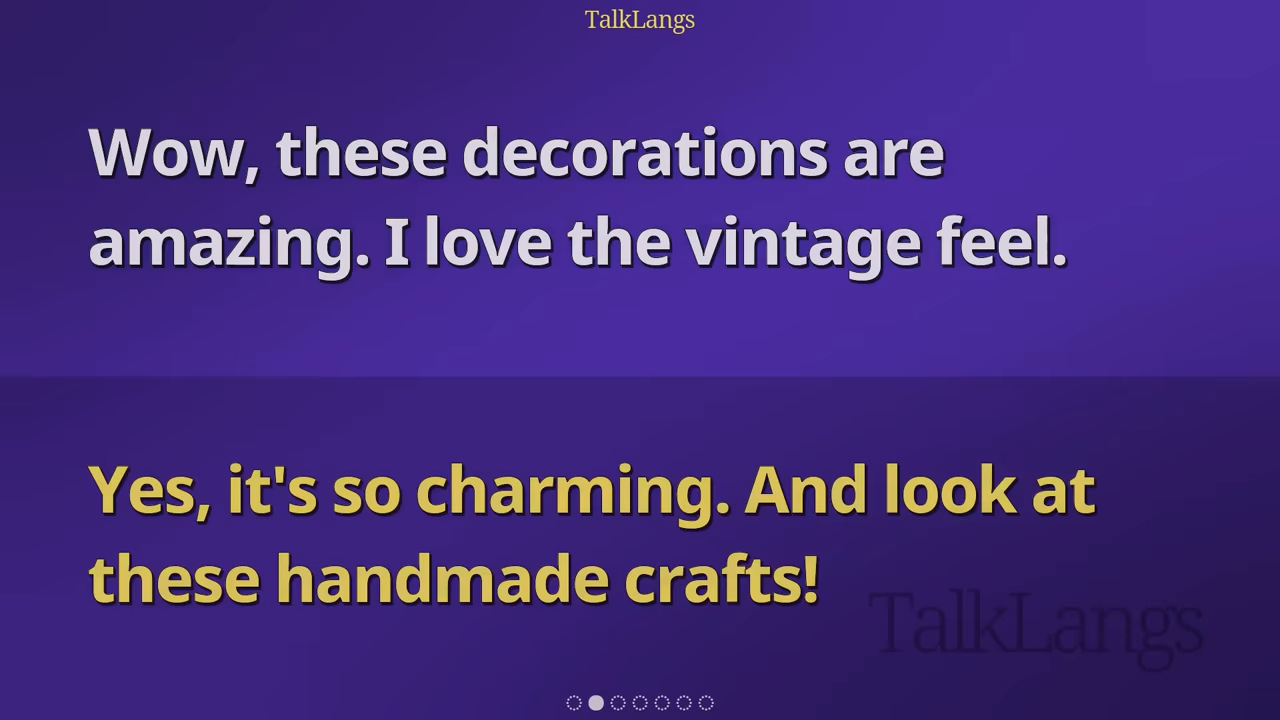 TalkLangs
Wow, these decorations are
amazing. I love the vintage feel.
Yes, it's so charming. And look at
these handmade crafts!
TalkLangs